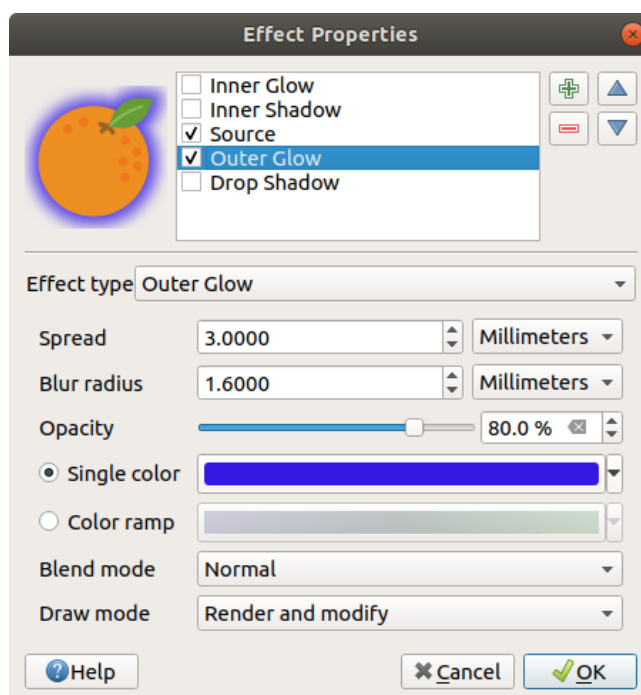 Effect Properties
Inner Glow
Inner Shadow
Source
Outer Glow
Drop Shadow
Effect type Outer Glow
Spread 3.0000 Millimeters
Blur radius 1.6000 Millimeters
Opacity 80.0 %
Single color
Color ramp
Blend mode Normal
Draw mode Render and modify
Help Cancel OK